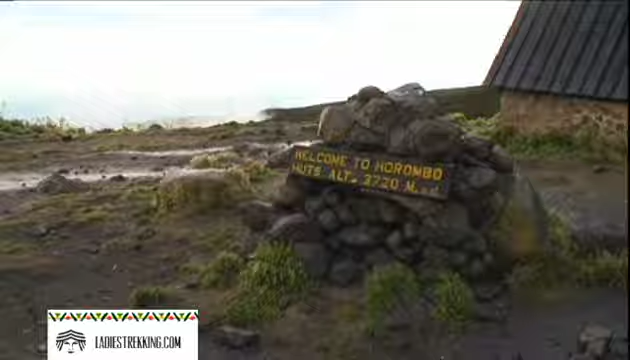 WELCOME TO HOROMBO
HUTS ALT. 3720 M.a.s.l
LADIESTREKKING.COM